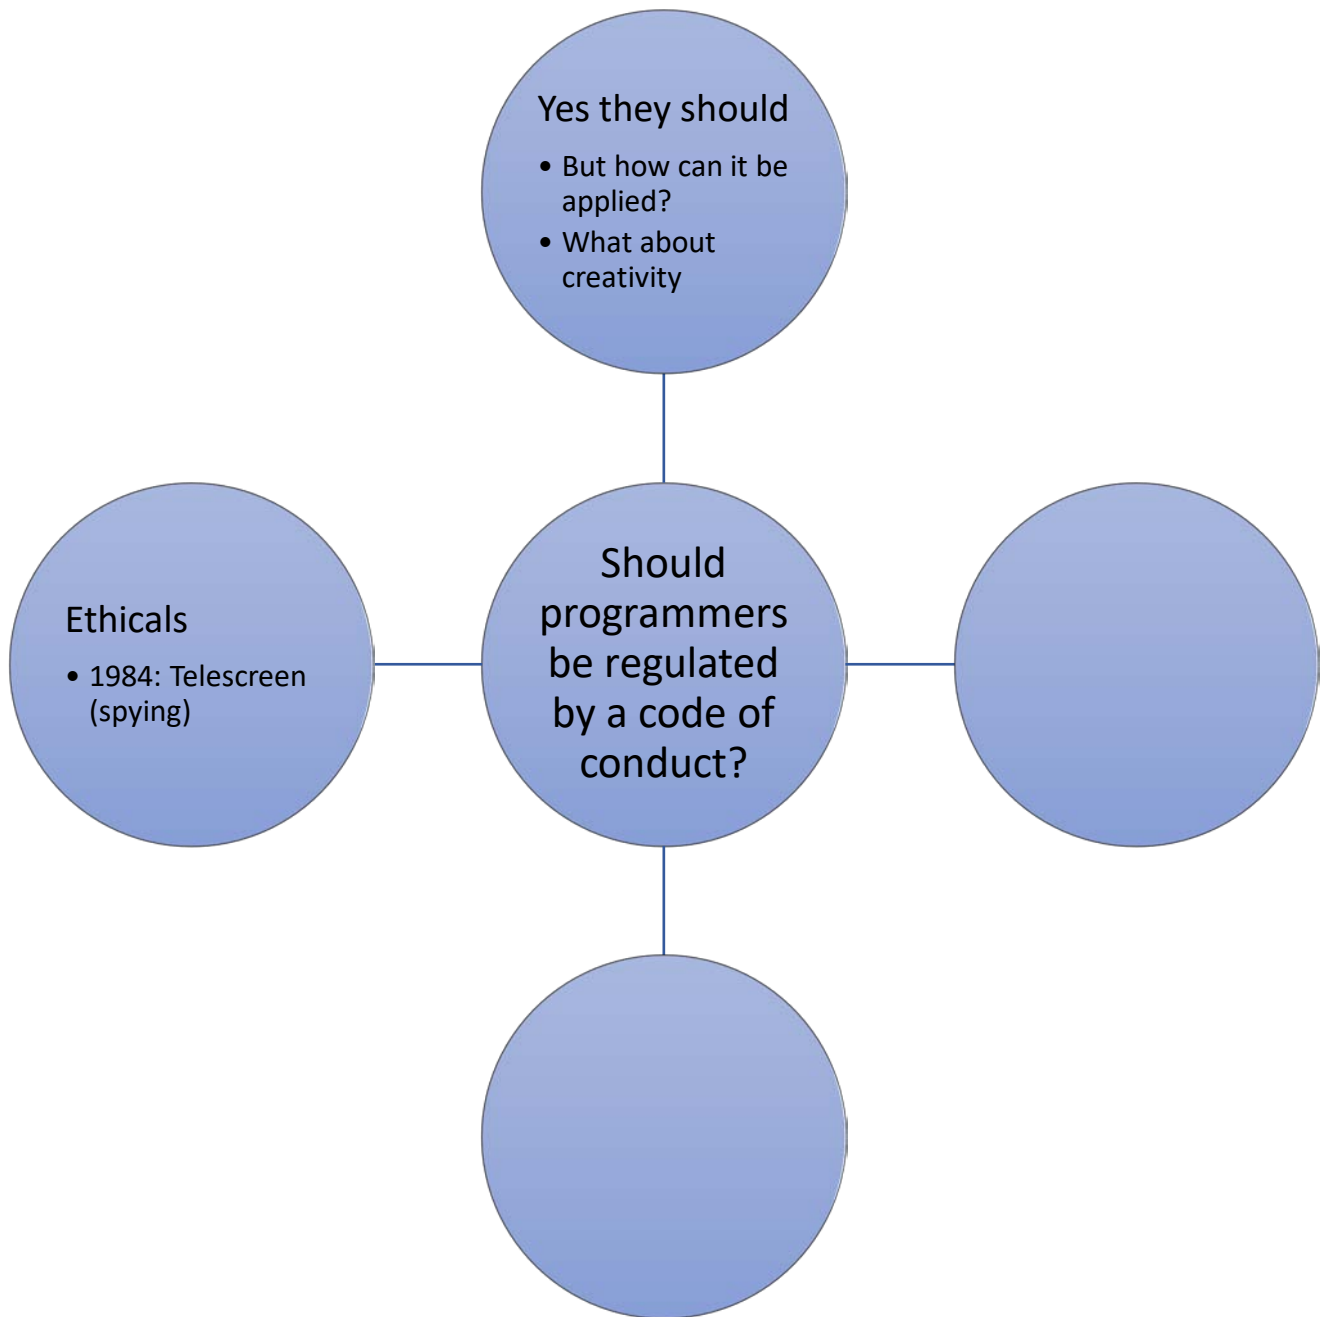 Yes they should
• But how can it be
applied?
• What about
creativity
Ethicals
• 1984: Telescreen
(spying)
Should
programmers
be regulated
by a code of
conduct?